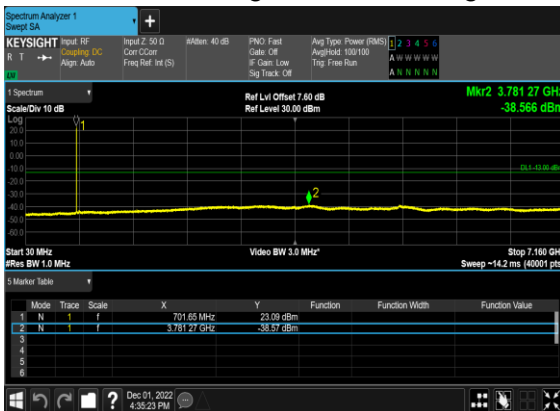 Spectrum Analyzer 1
Swept SA
KEYSIGHT Input: RF Input Z: 50 Ω #Atten: 40 dB PNO: Fast Avg Type: Power (RMS) 1 2 3 4 5 6
R T Coupling: DC Corr CCorr Gate: Off Avg|Hold: 100/100 A W W W W W
Align: Auto Freq Ref: Int (S) IF Gain: Low Trig: Free Run
Sig Track: Off A N N N N N
LXI
1 Spectrum Ref Lvl Offset 7.60 dB Mkr2 3.781 27 GHz
Scale/Div 10 dB Ref Level 30.00 dBm -38.566 dBm
Log
20.0
10.0
0.00
-10.0
-20.0
-30.0
-40.0
-50.0
-60.0
1
DL1 -13.00 dBm
2
Start 30 MHz Video BW 3.0 MHz* Stop 7.160 GHz
#Res BW 1.0 MHz Sweep ~14.2 ms (40001 pts)
5 Marker Table
Mode Trace Scale X Y Function Function Width Function Value
1 N 1 f 701.65 MHz 23.09 dBm
2 N 1 f 3.781 27 GHz -38.57 dBm
3
4
5
6
? Dec 01, 2022
4:35:23 PM